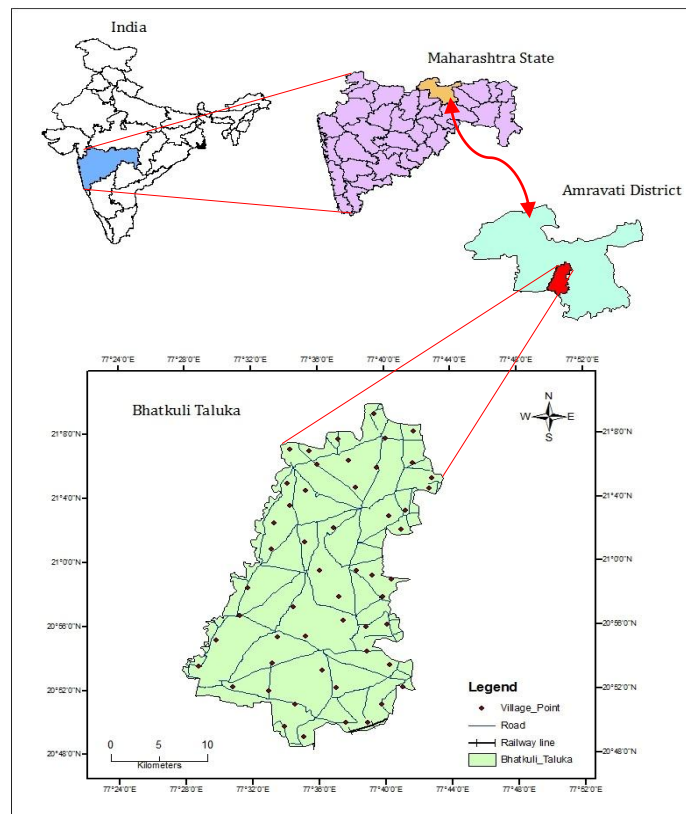 India
Maharashtra State
Amravati District
77°24'0"E 77°28'0"E 77°32'0"E 77°36'0"E 77°40'0"E 77°44'0"E 77°48'0"E 77°52'0"E
Bhatkuli Taluka
N
W E
S
21°8'0"N 21°8'0"N
21°4'0"N 21°4'0"N
21°0'0"N 21°0'0"N
20°56'0"N 20°56'0"N
20°52'0"N 20°52'0"N
20°48'0"N 20°48'0"N
Legend
Village_Point
Road
Railway line
Bhatkuli_Taluka
0 5 10
Kilometers
77°24'0"E 77°28'0"E 77°32'0"E 77°36'0"E 77°40'0"E 77°44'0"E 77°48'0"E 77°52'0"E